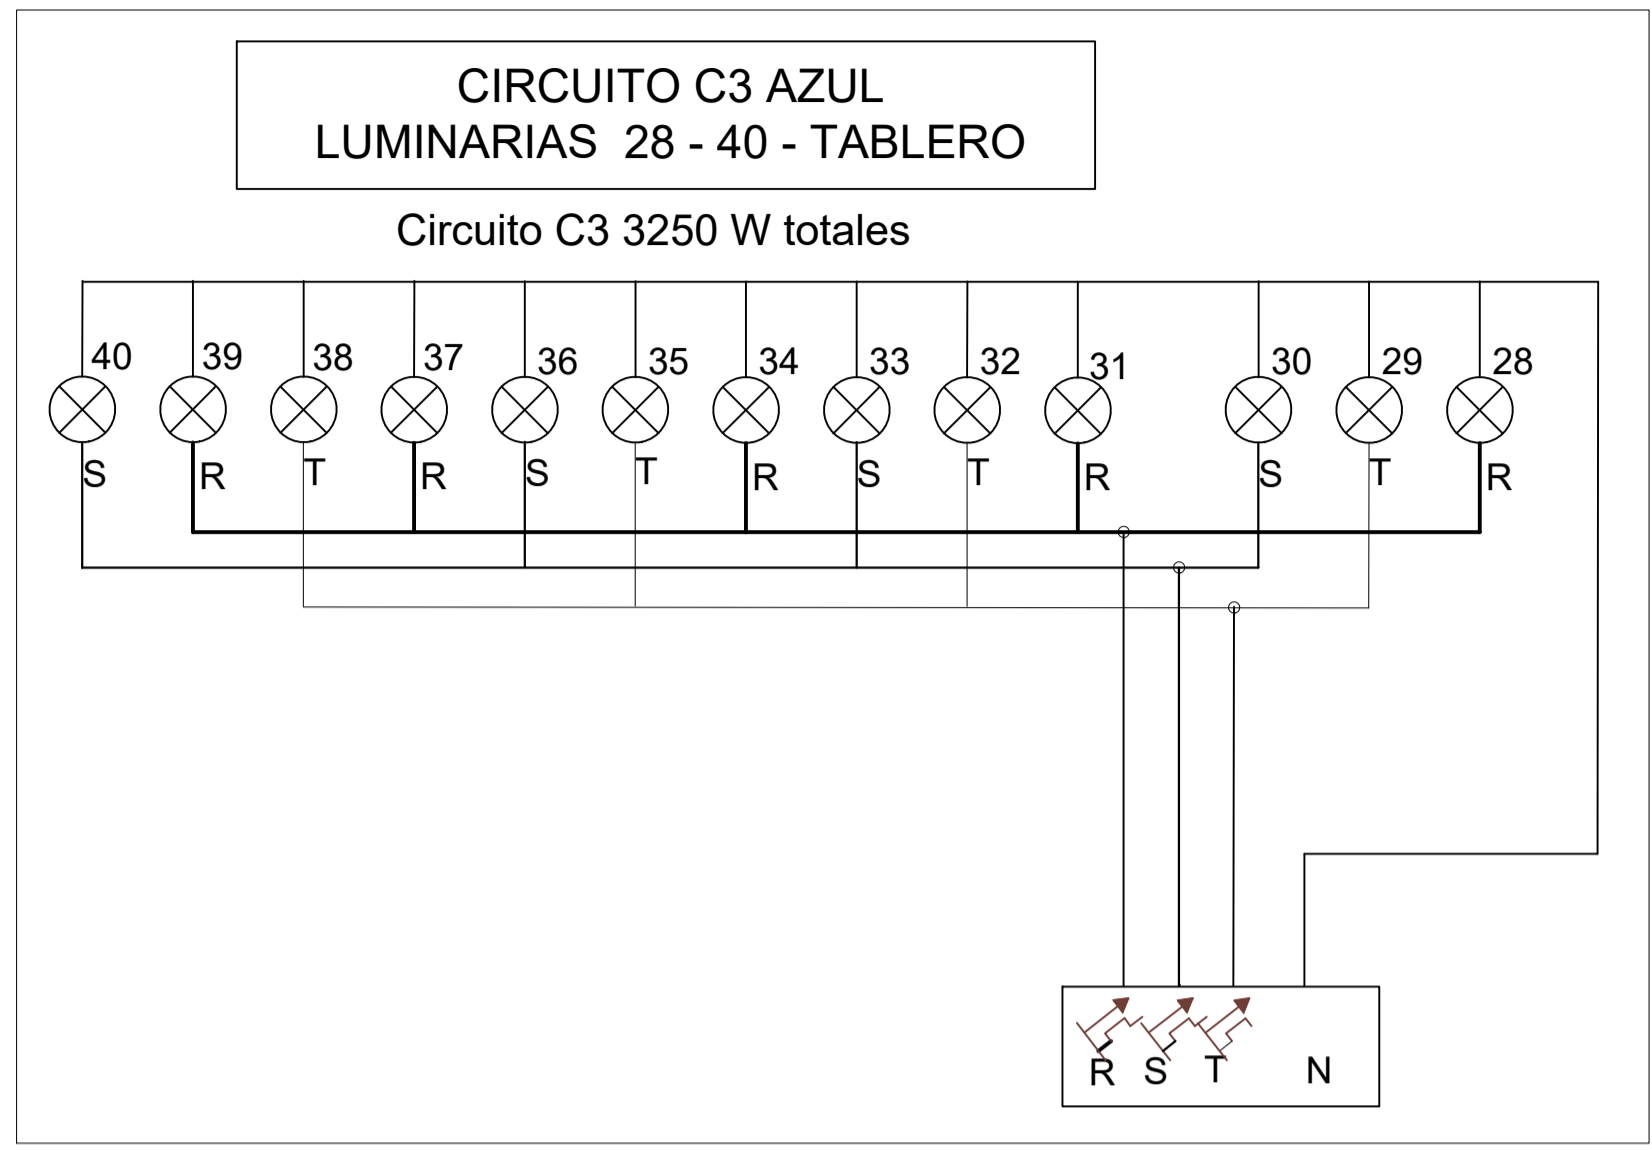 CIRCUITO C3 AZUL
LUMINARIAS 28 - 40 - TABLERO
Circuito C3 3250 W totales
40 39 38 37 36 35 34 33 32 31 30 29 28
S R T R S T R S T R S T R
R S T N